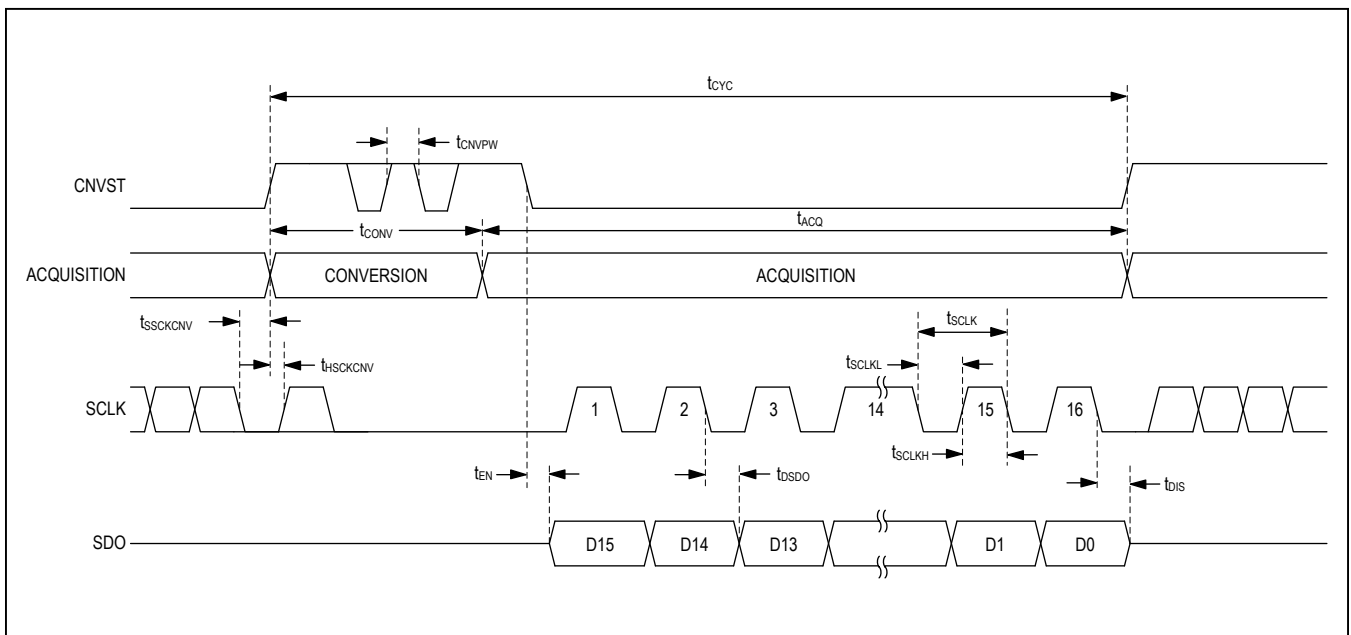 tCYC
tCNVPW
CNVST
tCONV
tACQ
ACQUISITION
CONVERSION
ACQUISITION
tSSCKCNV
tSCLK
tHSCKCNV
tSCLKL
SCLK
1
2
3
14
15
16
tEN
tDSDO
tSCLKH
tDIS
SDO
D15
D14
D13
D1
D0